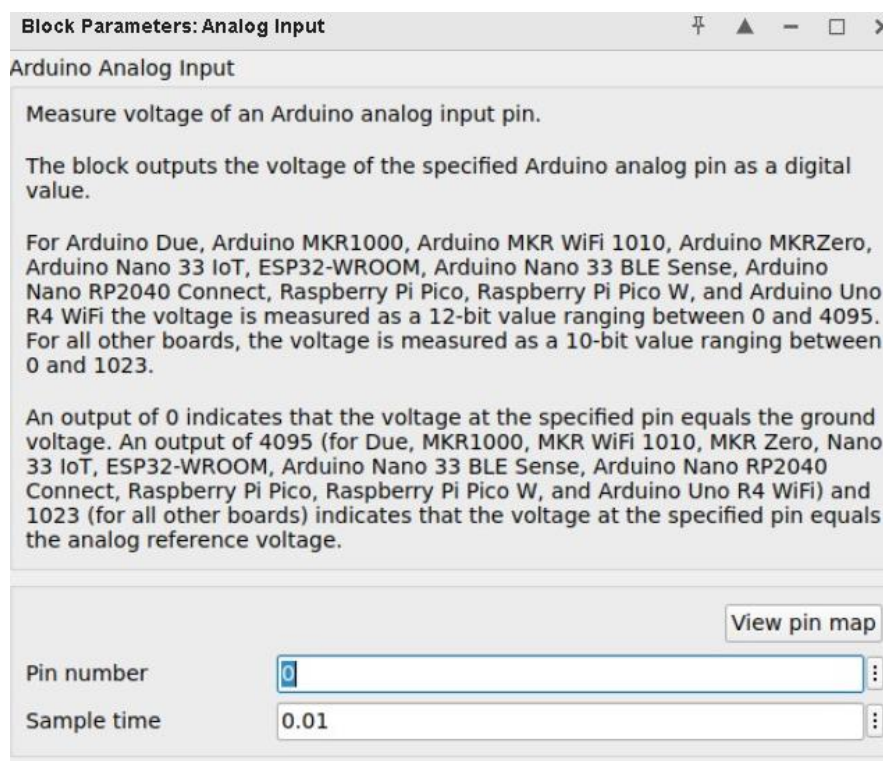 Block Parameters: Analog Input
Arduino Analog Input
Measure voltage of an Arduino analog input pin.
The block outputs the voltage of the specified Arduino analog pin as a digital
value.
For Arduino Due, Arduino MKR1000, Arduino MKR WiFi 1010, Arduino MKRZero,
Arduino Nano 33 IoT, ESP32-WROOM, Arduino Nano 33 BLE Sense, Arduino
Nano RP2040 Connect, Raspberry Pi Pico, Raspberry Pi Pico W, and Arduino Uno
R4 WiFi the voltage is measured as a 12-bit value ranging between 0 and 4095.
For all other boards, the voltage is measured as a 10-bit value ranging between
0 and 1023.
An output of 0 indicates that the voltage at the specified pin equals the ground
voltage. An output of 4095 (for Due, MKR1000, MKR WiFi 1010, MKR Zero, Nano
33 IoT, ESP32-WROOM, Arduino Nano 33 BLE Sense, Arduino Nano RP2040
Connect, Raspberry Pi Pico, Raspberry Pi Pico W, and Arduino Uno R4 WiFi) and
1023 (for all other boards) indicates that the voltage at the specified pin equals
the analog reference voltage.
View pin map
Pin number 0
Sample time 0.01